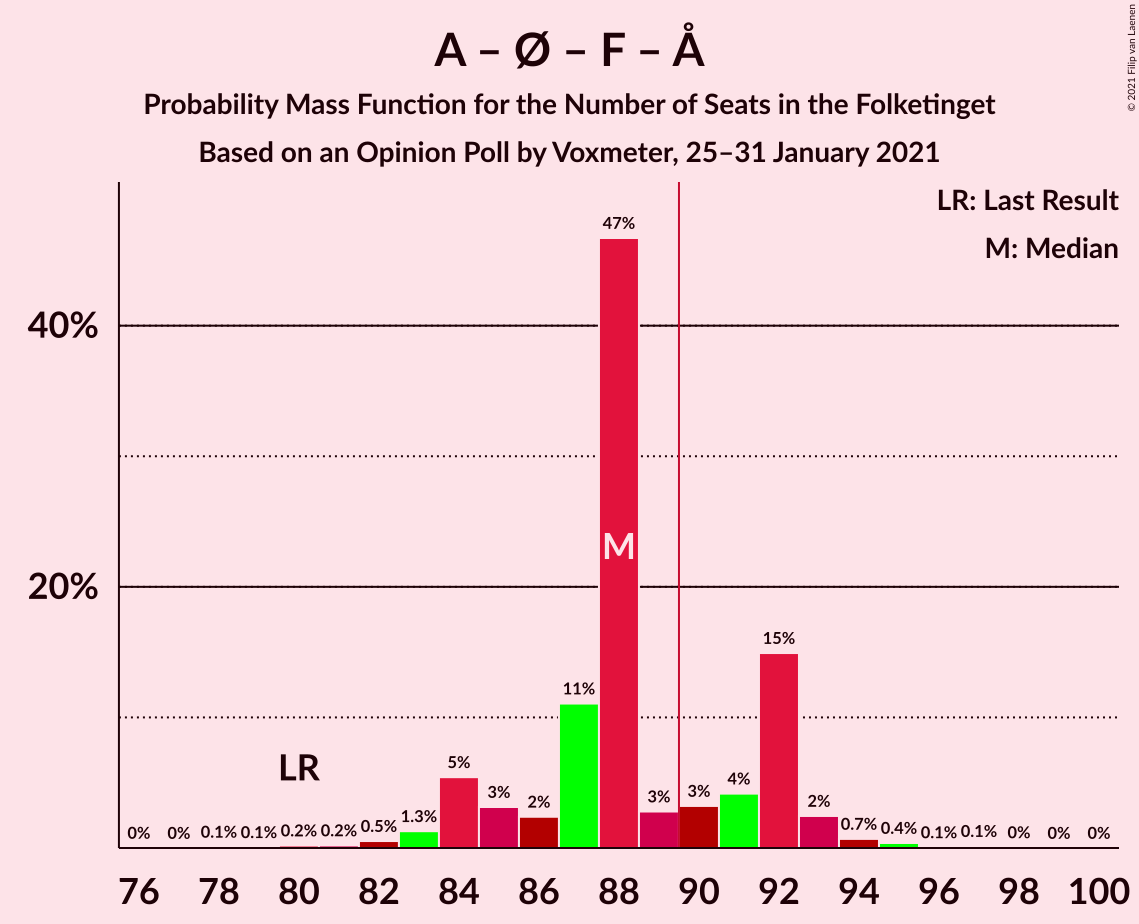 A – Ø – F – Å
Probability Mass Function for the Number of Seats in the Folketinget
Based on an Opinion Poll by Voxmeter, 25–31 January 2021
© 2021 Filip van Laenen
LR: Last Result
M: Median
40%
20%
0% 0% 0.1% 0.1% 0.2% 0.2% 0.5% 1.3% 5% 3% 2% 11% 47% 3% 3% 4% 15% 2% 0.7% 0.4% 0.1% 0.1% 0% 0% 0%
LR
M
76 78 80 82 84 86 88 90 92 94 96 98 100